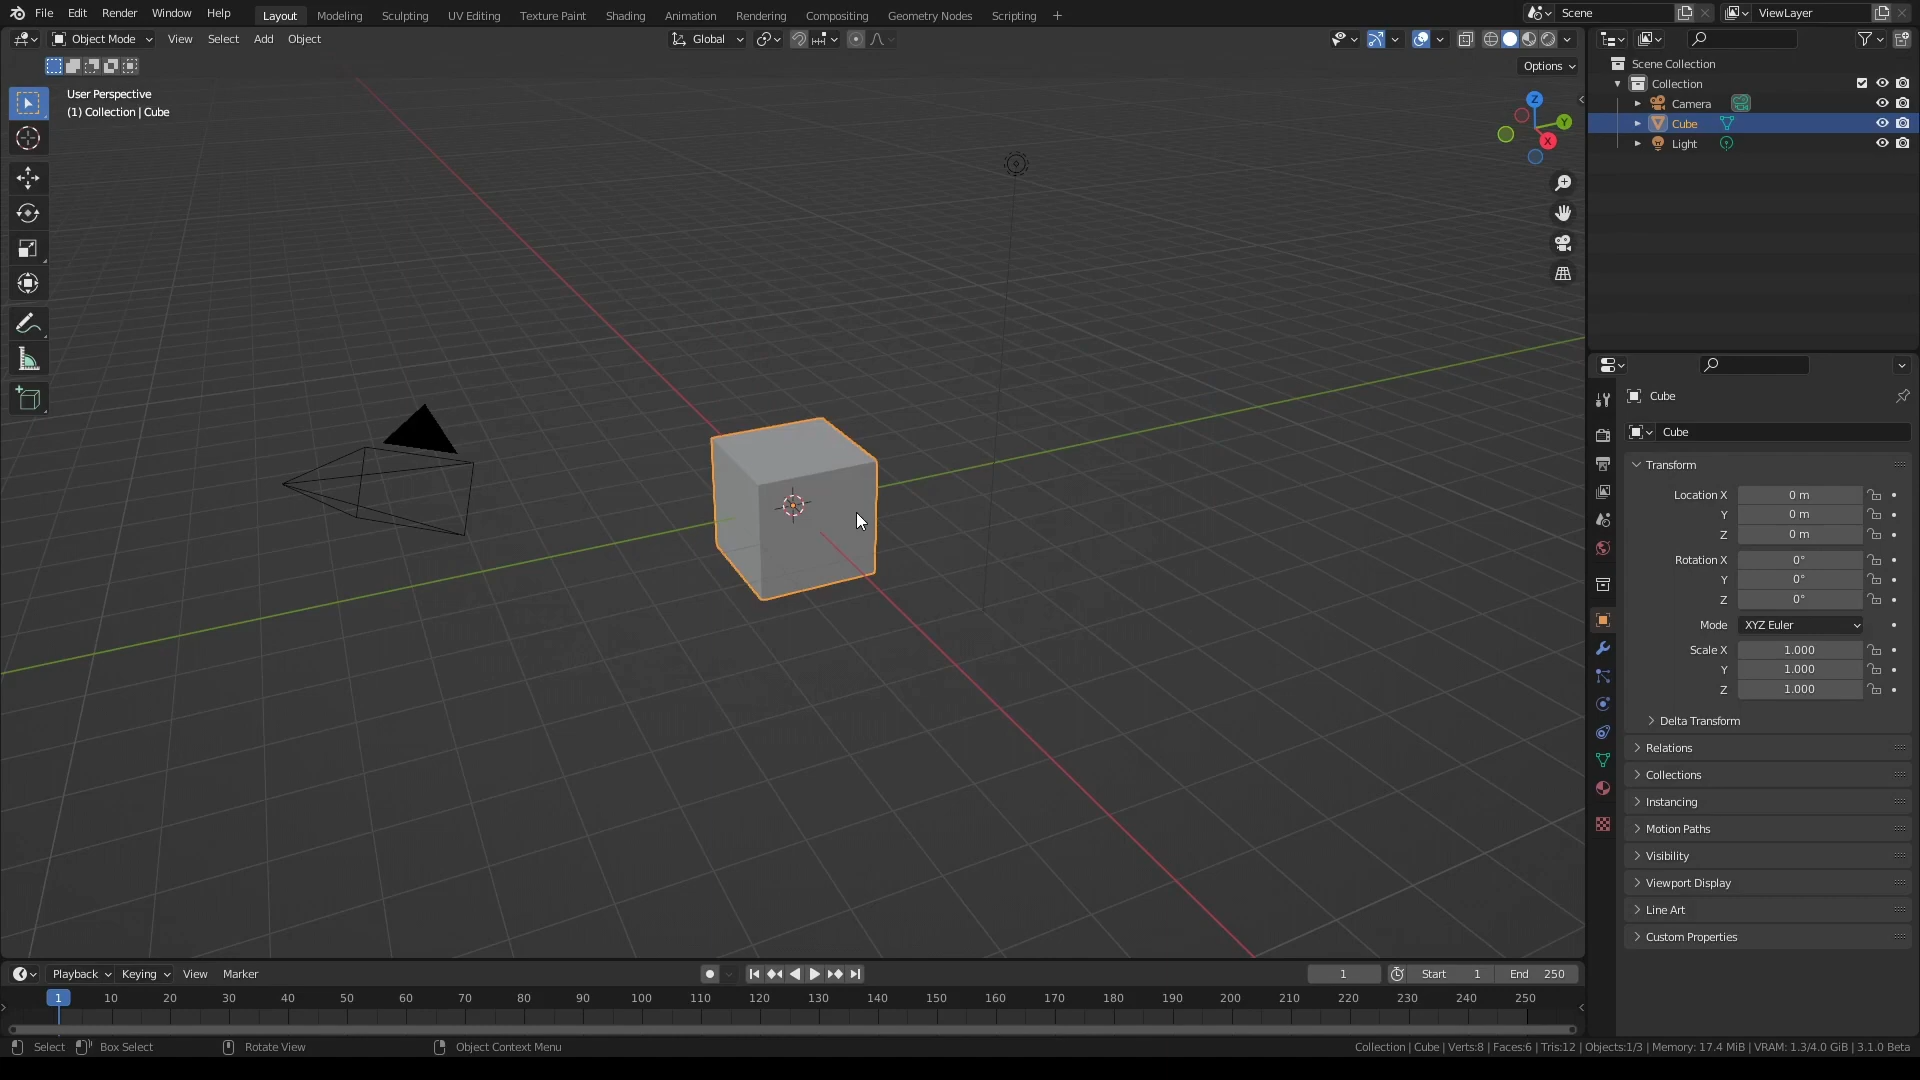 File Edit Render Window Help Layout Modeling Sculpting UV Editing Texture Paint Shading Animation Rendering Compositing Geometry Nodes Scripting + Scene ViewLayer
Object Mode View Select Add Object Global
Options
User Perspective
(1) Collection | Cube
Z
Y
X
Scene Collection
Collection
Camera
Cube
Light
Cube
Cube
Transform
Location X 0 m
Y 0 m
Z 0 m
Rotation X 0°
Y 0°
Z 0°
Mode XYZ Euler
Scale X 1.000
Y 1.000
Z 1.000
Delta Transform
Relations
Collections
Instancing
Motion Paths
Visibility
Viewport Display
Line Art
Custom Properties
Playback Keying View Marker 1 Start 1 End 250
1 10 20 30 40 50 60 70 80 90 100 110 120 130 140 150 160 170 180 190 200 210 220 230 240 250
Select Box Select Rotate View Object Context Menu Collection | Cube | Verts:8 | Faces:6 | Tris:12 | Objects:1/3 | Memory: 17.4 MiB | VRAM: 1.3/4.0 GiB | 3.1.0 Beta